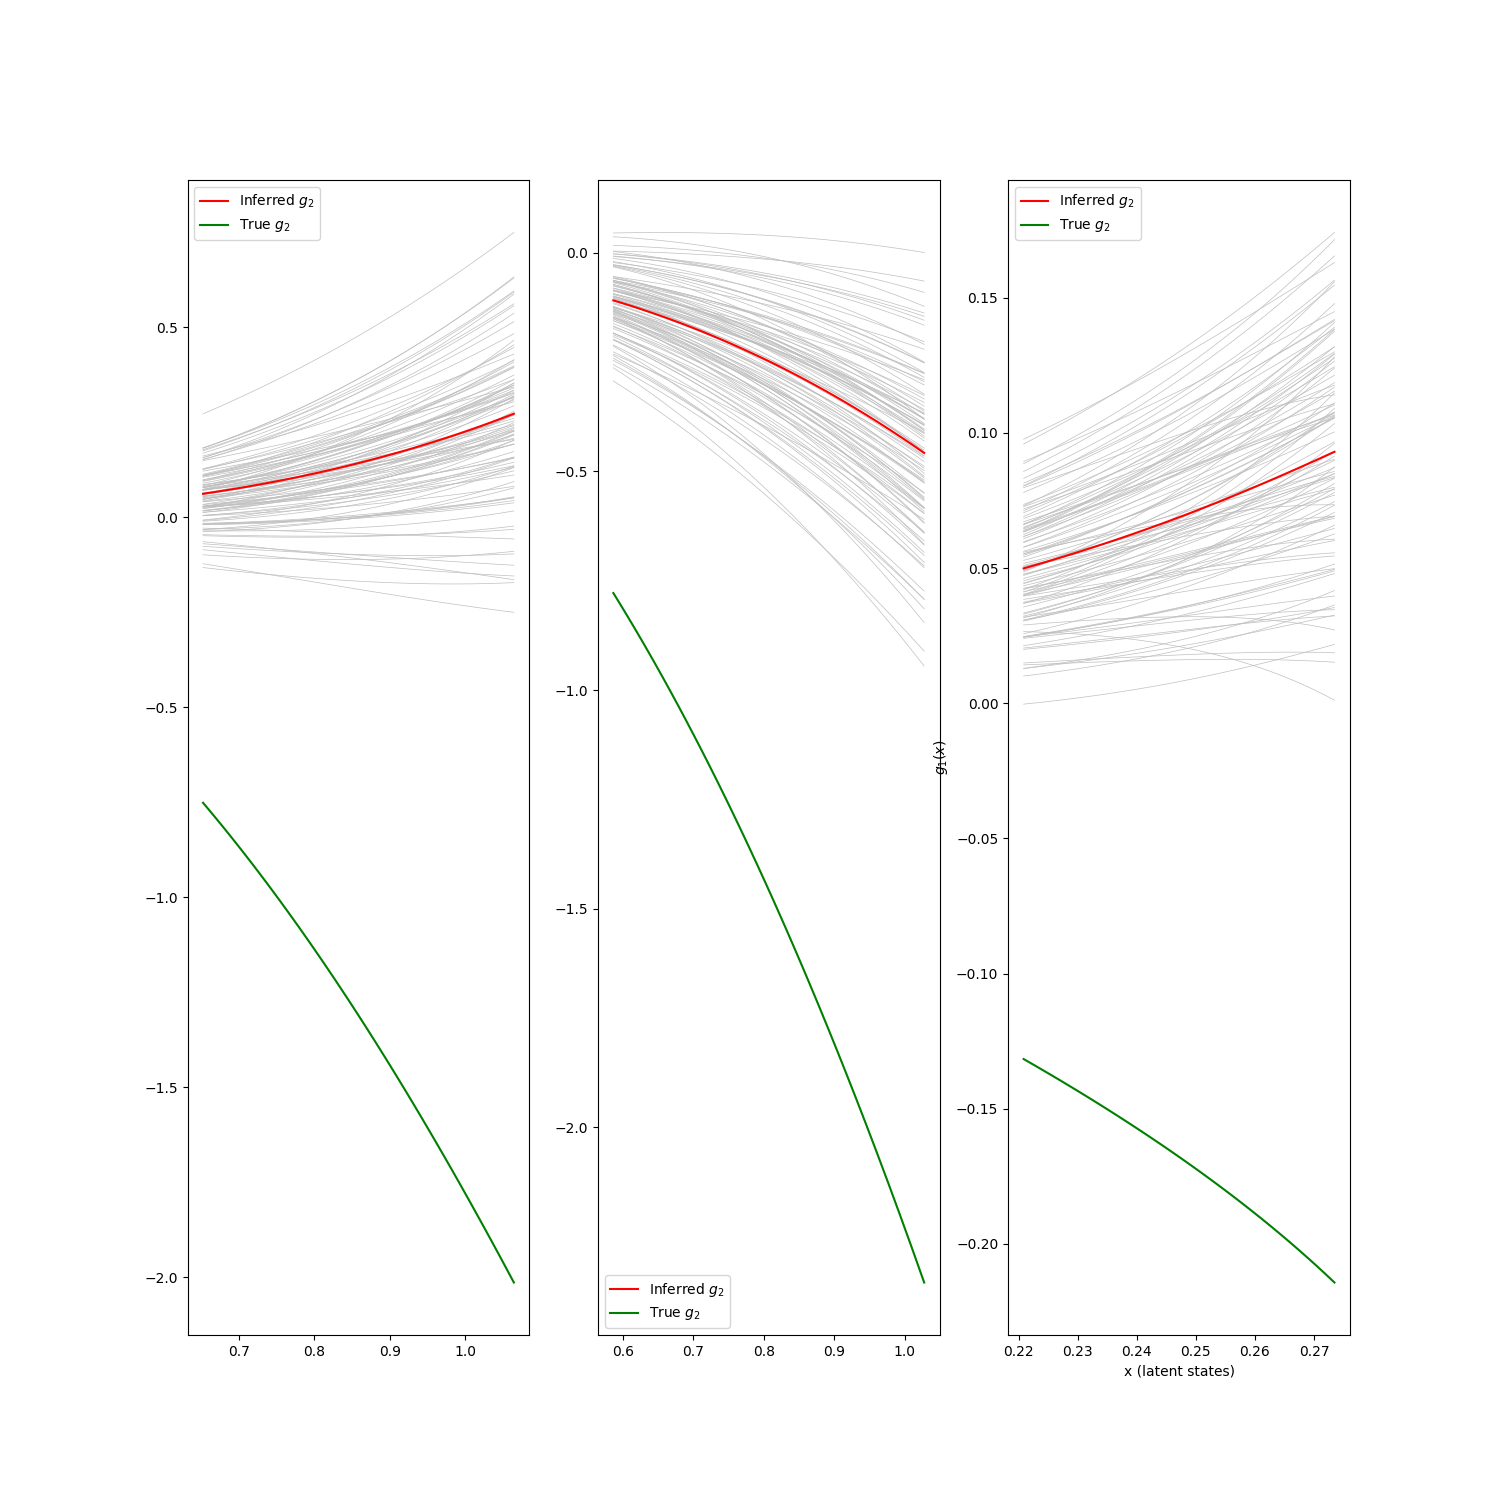 Inferred g₂
True g₂
0.5
0.0
−0.5
−1.0
−1.5
−2.0
0.7 0.8 0.9 1.0
0.0
−0.5
−1.0
−1.5
−2.0
Inferred g₂
True g₂
0.6 0.7 0.8 0.9 1.0
g₁(x)
Inferred g₂
True g₂
0.15
0.10
0.05
0.00
−0.05
−0.10
−0.15
−0.20
0.22 0.23 0.24 0.25 0.26 0.27
x (latent states)